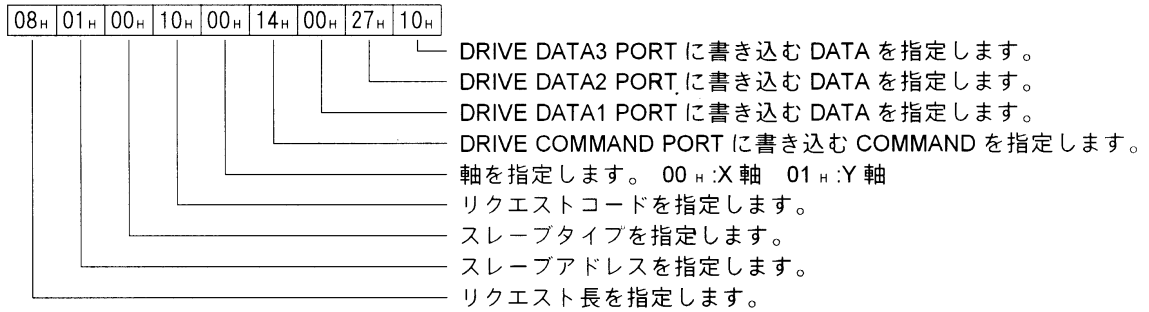 08H 01H 00H 10H 00H 14H 00H 27H 10H
DRIVE DATA3 PORT に書き込む DATA を指定します。
DRIVE DATA2 PORT に書き込む DATA を指定します。
DRIVE DATA1 PORT に書き込む DATA を指定します。
DRIVE COMMAND PORT に書き込む COMMAND を指定します。
軸を指定します。 00 H :X 軸 01 H :Y 軸
リクエストコードを指定します。
スレーブタイプを指定します。
スレーブアドレスを指定します。
リクエスト長を指定します。